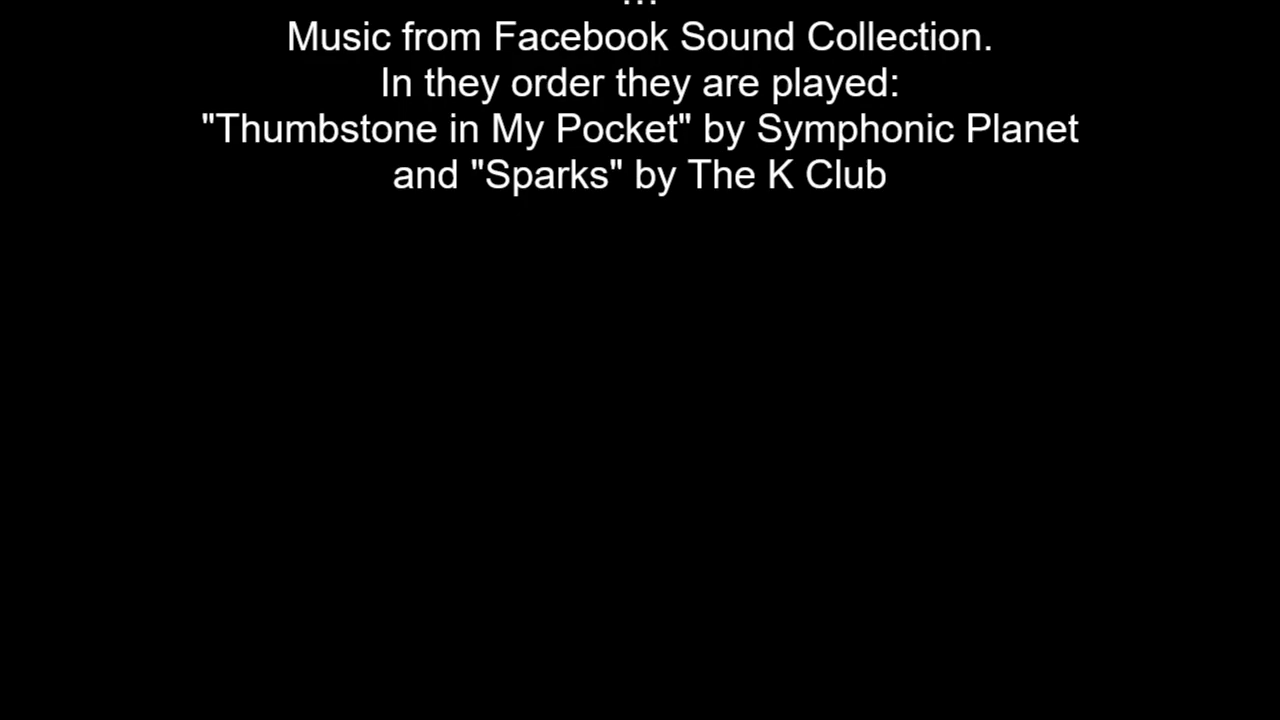 ...
Music from Facebook Sound Collection.
In they order they are played:
"Thumbstone in My Pocket" by Symphonic Planet
and "Sparks" by The K Club